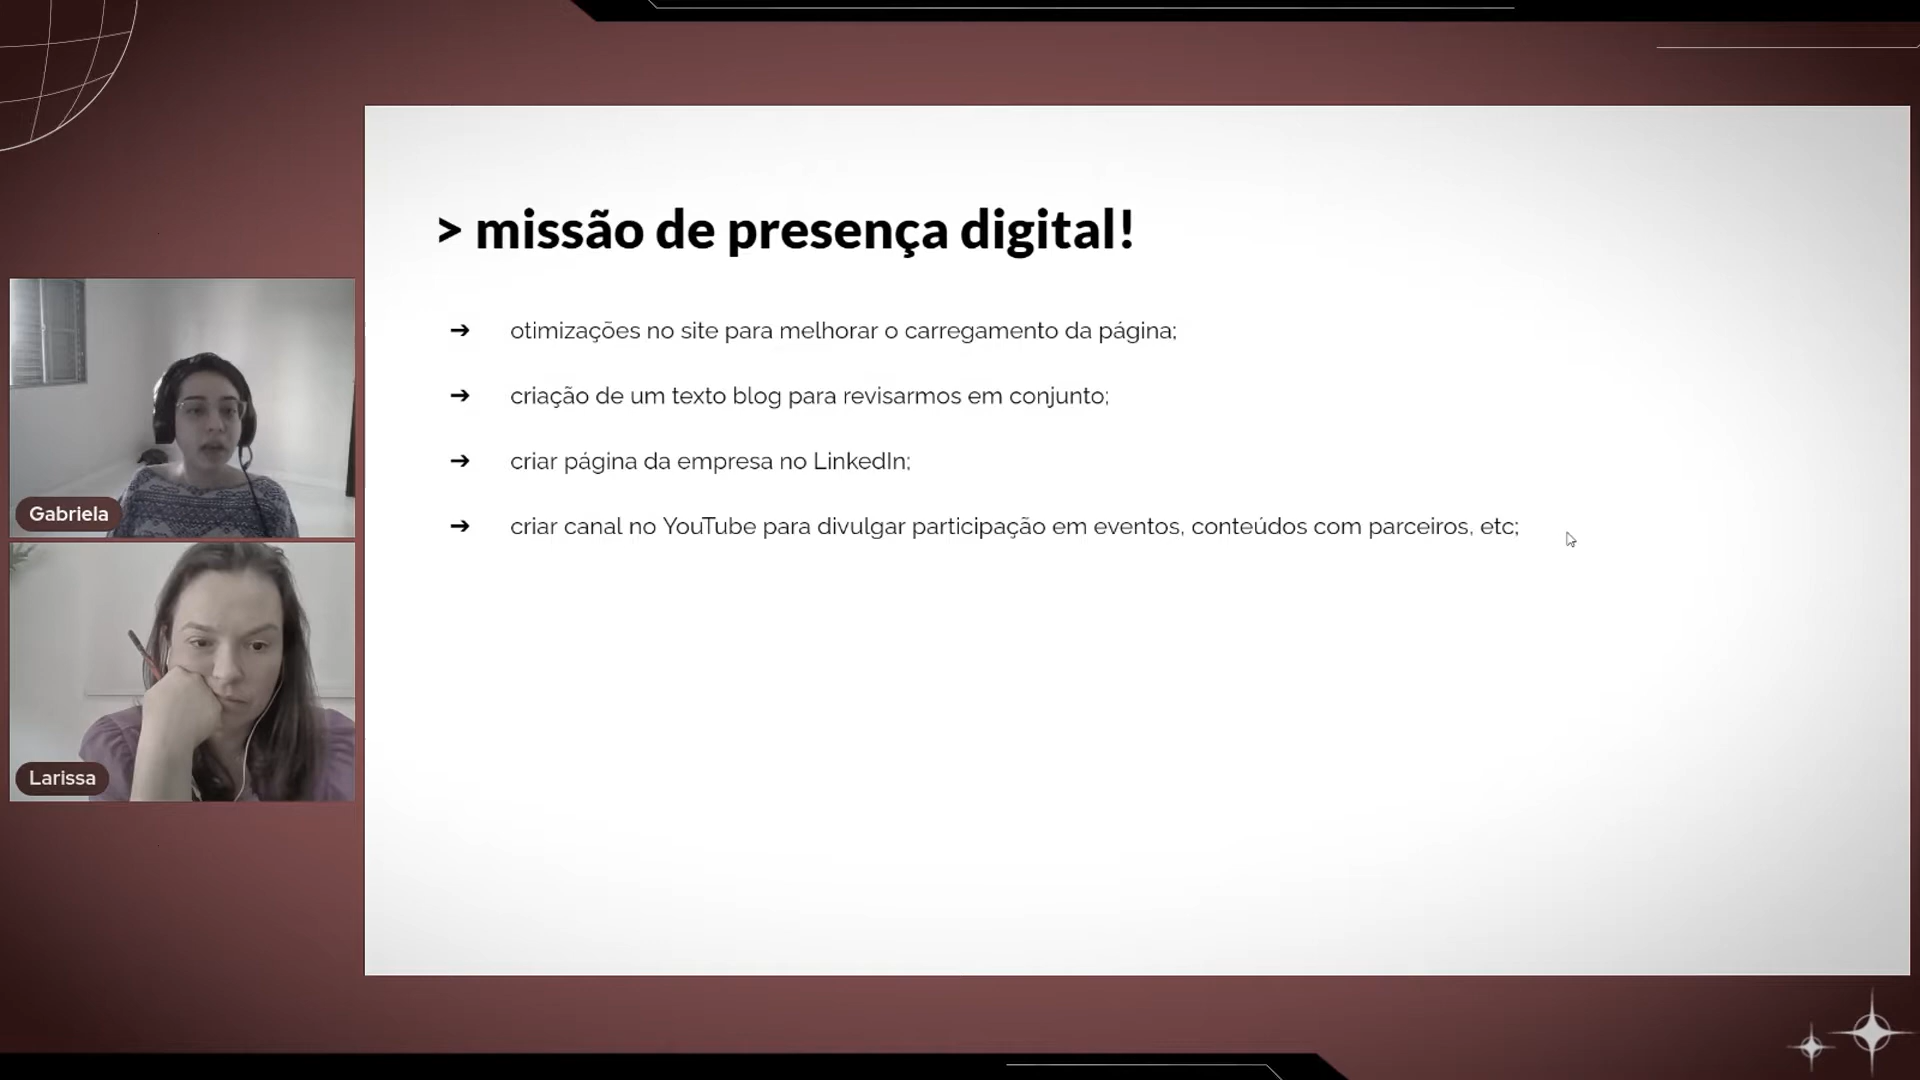 > missão de presença digital!
➔ otimizações no site para melhorar o carregamento da página;
➔ criação de um texto blog para revisarmos em conjunto;
➔ criar página da empresa no LinkedIn;
➔ criar canal no YouTube para divulgar participação em eventos, conteúdos com parceiros, etc;
Gabriela
Larissa